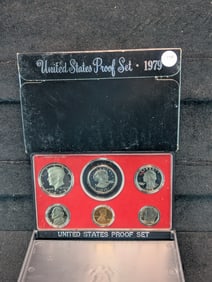 United States Proof Set · 1979
UNITED STATES PROOF SET